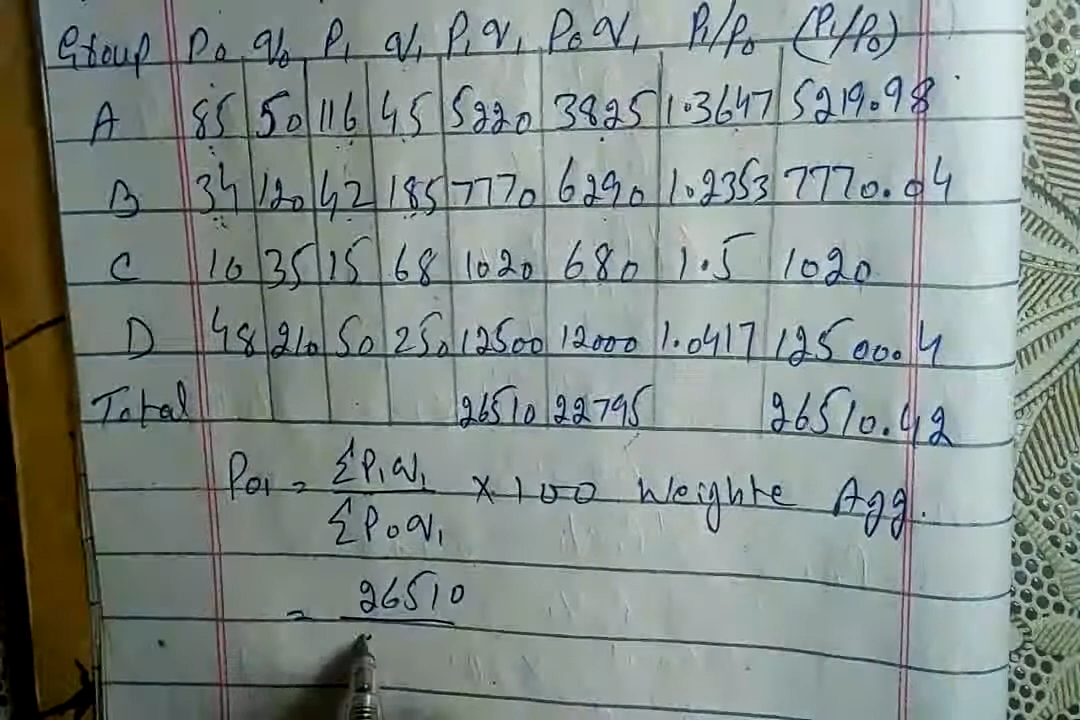 Group P₀ q₀ P₁ q₁ P₁q₁ P₀q₁ P₁/P₀ (P₁/P₀)
A 85 50 116 45 5220 3825 1.3647 5219.98
B 34 120 42 185 7770 6290 1.2353 7770.04
C 10 35 15 68 1020 680 1.5 1020
D 48 210 50 250 12500 12000 1.0417 12500.4
Total 26510 22795 26510.42
P₀₁ = ΣP₁q₁ / ΣP₀q₁ × 100 Weighte Agg.
= 26510